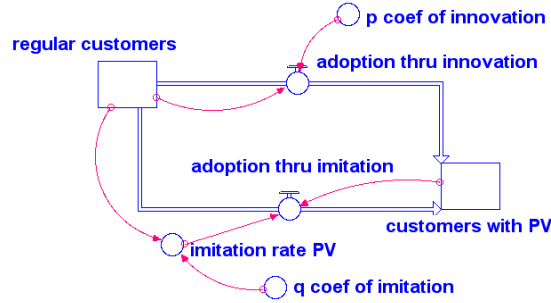 p coef of innovation
regular customers
adoption thru innovation
adoption thru imitation
customers with PV
imitation rate PV
q coef of imitation